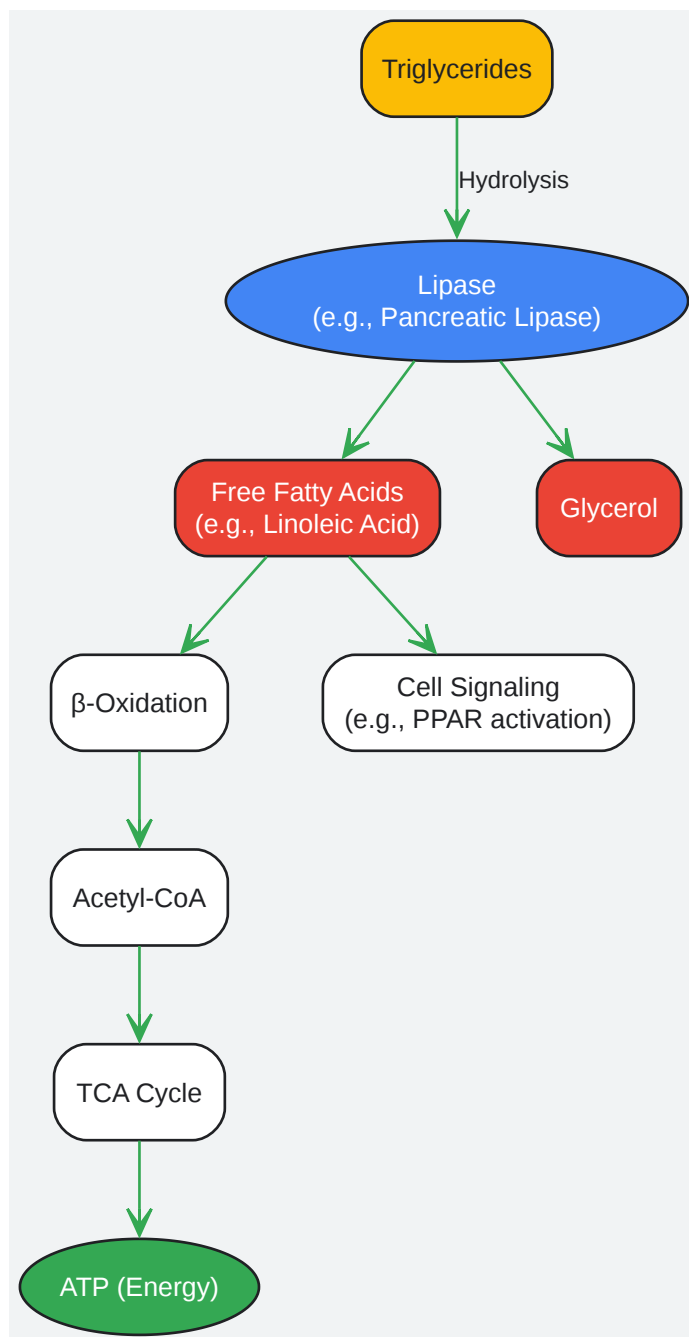 Triglycerides
Hydrolysis
Lipase
(e.g., Pancreatic Lipase)
Free Fatty Acids
(e.g., Linoleic Acid)
Glycerol
β-Oxidation
Cell Signaling
(e.g., PPAR activation)
Acetyl-CoA
TCA Cycle
ATP (Energy)